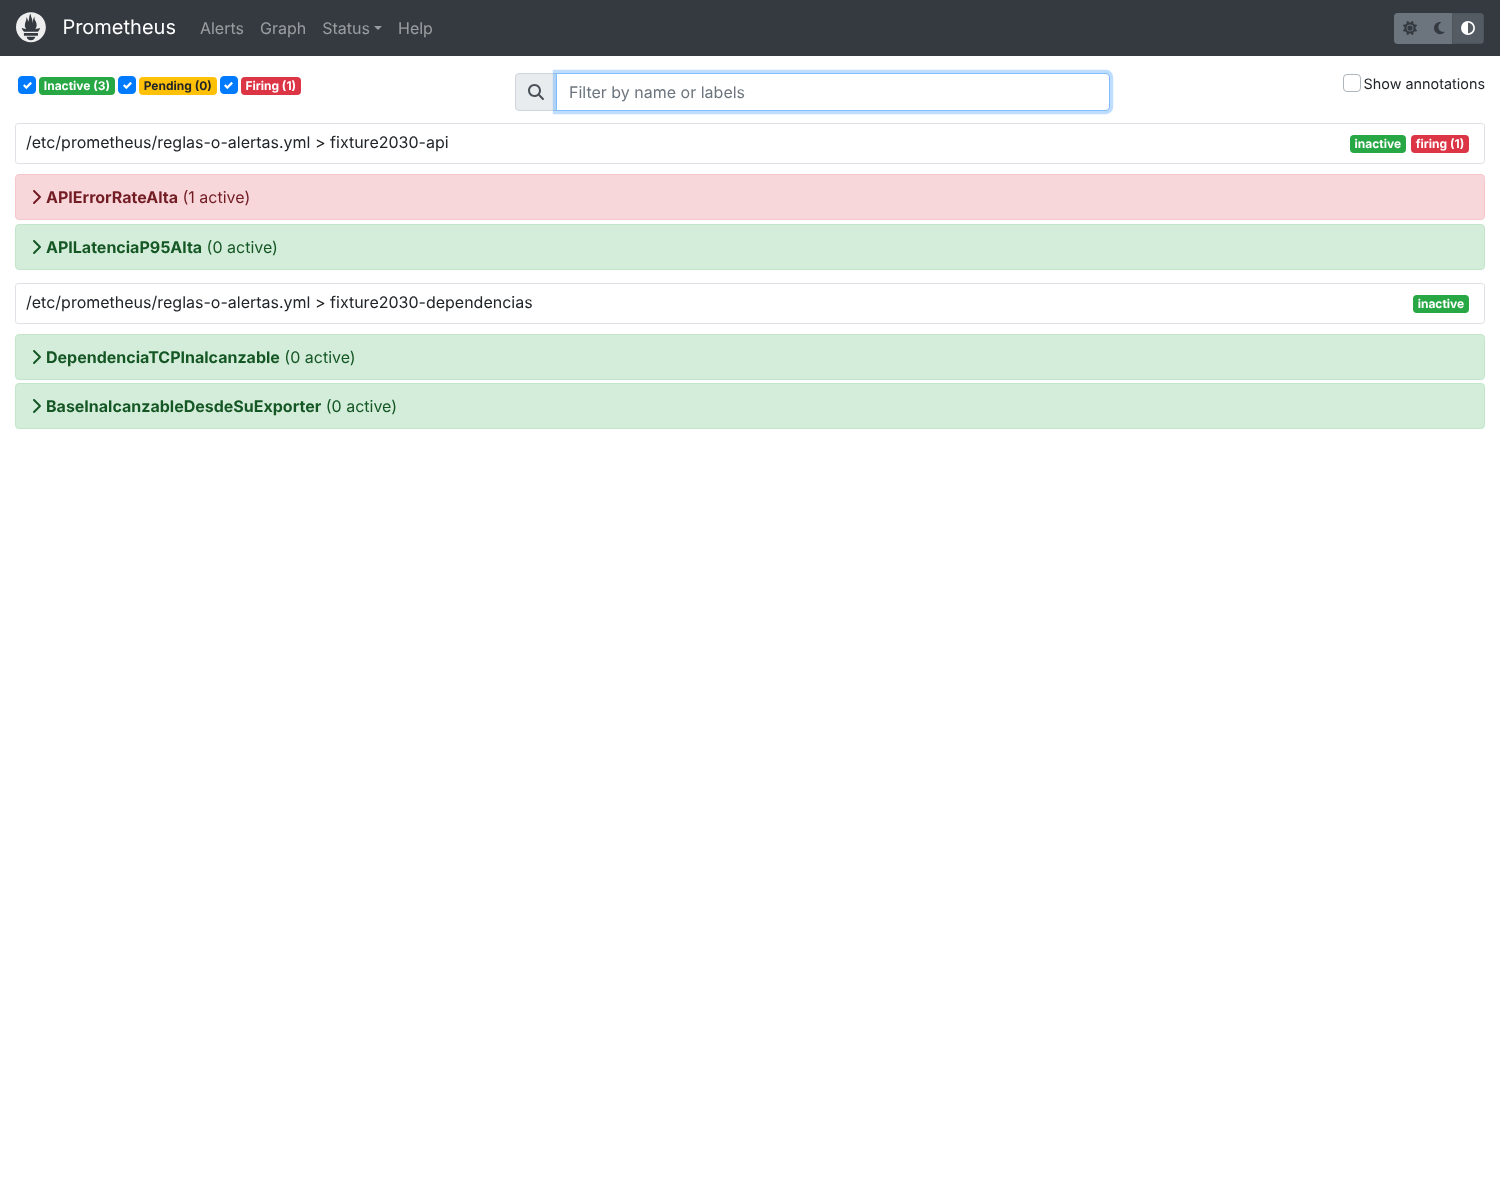 Prometheus Alerts Graph Status Help
Inactive (3) Pending (0) Firing (1) Filter by name or labels Show annotations
/etc/prometheus/reglas-o-alertas.yml > fixture2030-api inactive firing (1)
APIErrorRateAlta (1 active)
APILatenciaP95Alta (0 active)
/etc/prometheus/reglas-o-alertas.yml > fixture2030-dependencias inactive
DependenciaTCPInalcanzable (0 active)
BaseInalcanzableDesdeSuExporter (0 active)